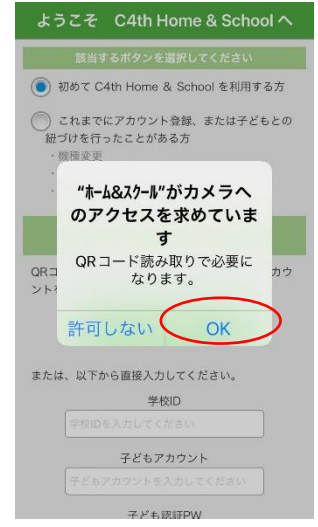 ようこそ　C4th Home & School へ
該当するボタンを選択してください
初めて C4th Home & School を利用する方
これまでにアカウント登録、または子どもとの
紐づけを行ったことがある方
・機種変更
“ホーム&スクール”がカメラへ
のアクセスを求めていま
す
QRコード読み取りで必要に
なります。
許可しない
OK
または、以下から直接入力してください。
学校ID
学校IDを入力してください
子どもアカウント
子どもアカウントを入力してください
子ども認証PW